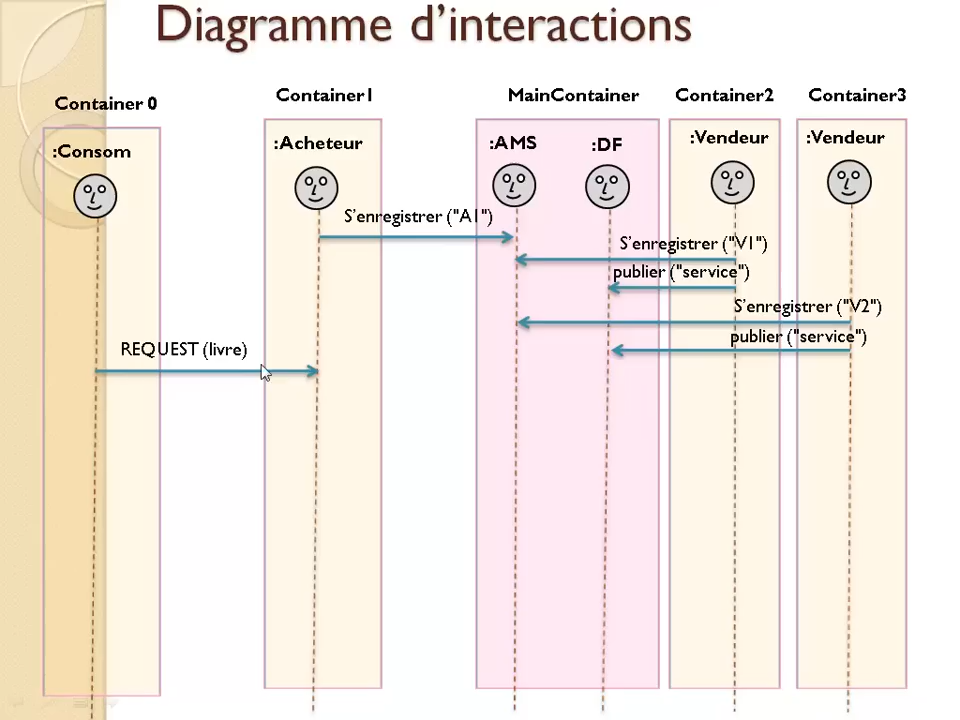 Diagramme d'interactions
Container 0
Container1
MainContainer
Container2
Container3
:Consom
:Acheteur
:AMS
:DF
:Vendeur
:Vendeur
S'enregistrer ("A1")
S'enregistrer ("V1")
publier ("service")
S'enregistrer ("V2")
publier ("service")
REQUEST (livre)